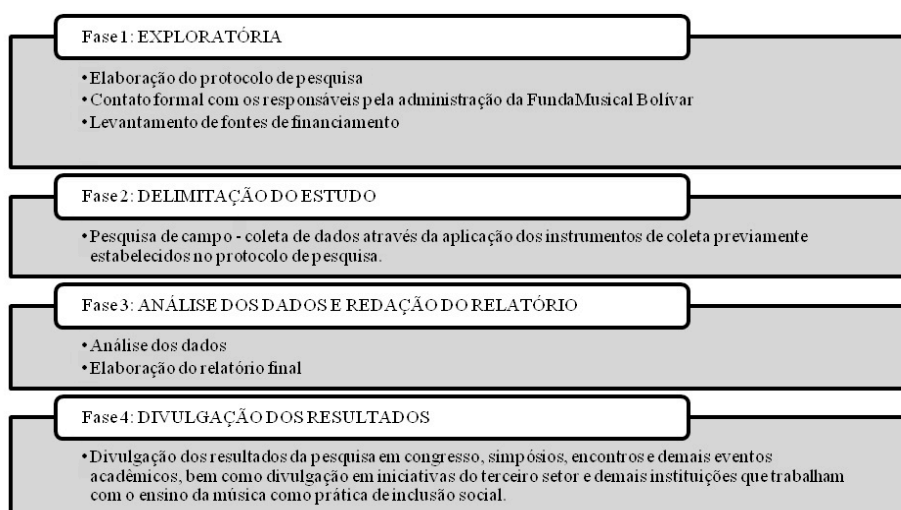 Fase 1: EXPLORATÓRIA
• Elaboração do protocolo de pesquisa
• Contato formal com os responsáveis pela administração da FundaMusical Bolívar
• Levantamento de fontes de financiamento
Fase 2: DELIMITAÇÃO DO ESTUDO
• Pesquisa de campo - coleta de dados através da aplicação dos instrumentos de coleta previamente
estabelecidos no protocolo de pesquisa.
Fase 3: ANÁLISE DOS DADOS E REDAÇÃO DO RELATÓRIO
• Análise dos dados
• Elaboração do relatório final
Fase 4: DIVULGAÇÃO DOS RESULTADOS
• Divulgação dos resultados da pesquisa em congresso, simpósios, encontros e demais eventos
acadêmicos, bem como divulgação em iniciativas do terceiro setor e demais instituições que trabalham
com o ensino da música como prática de inclusão social.